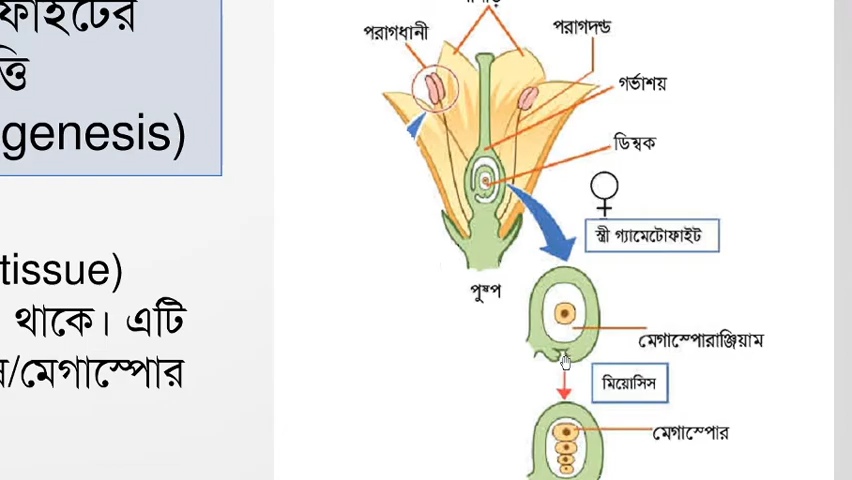 ফাইটের
ত্তি
genesis)
tissue)
থাকে। এটি
/মেগাস্পোর
পরাগধানী
পরাগদন্ড
গর্ভাশয়
ডিম্বক
স্ত্রী গ্যামেটোফাইট
পুষ্প
মেগাস্পোরাঞ্জিয়াম
মিয়োসিস
মেগাস্পোর